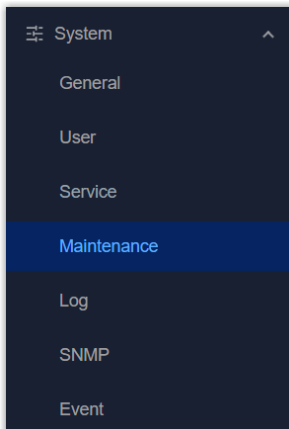 System
General
User
Service
Maintenance
Log
SNMP
Event